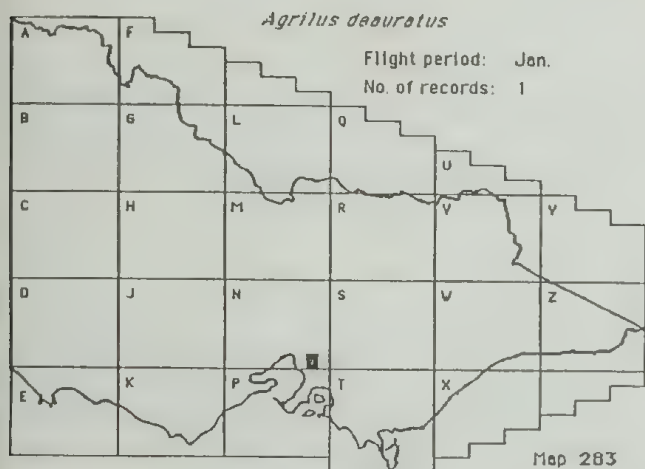 Agrilus deauratus
Flight period: Jan.
No. of records: 1
A F
B G L Q
U
C H M R V Y
D J N S W Z
E K P T X
Map 283